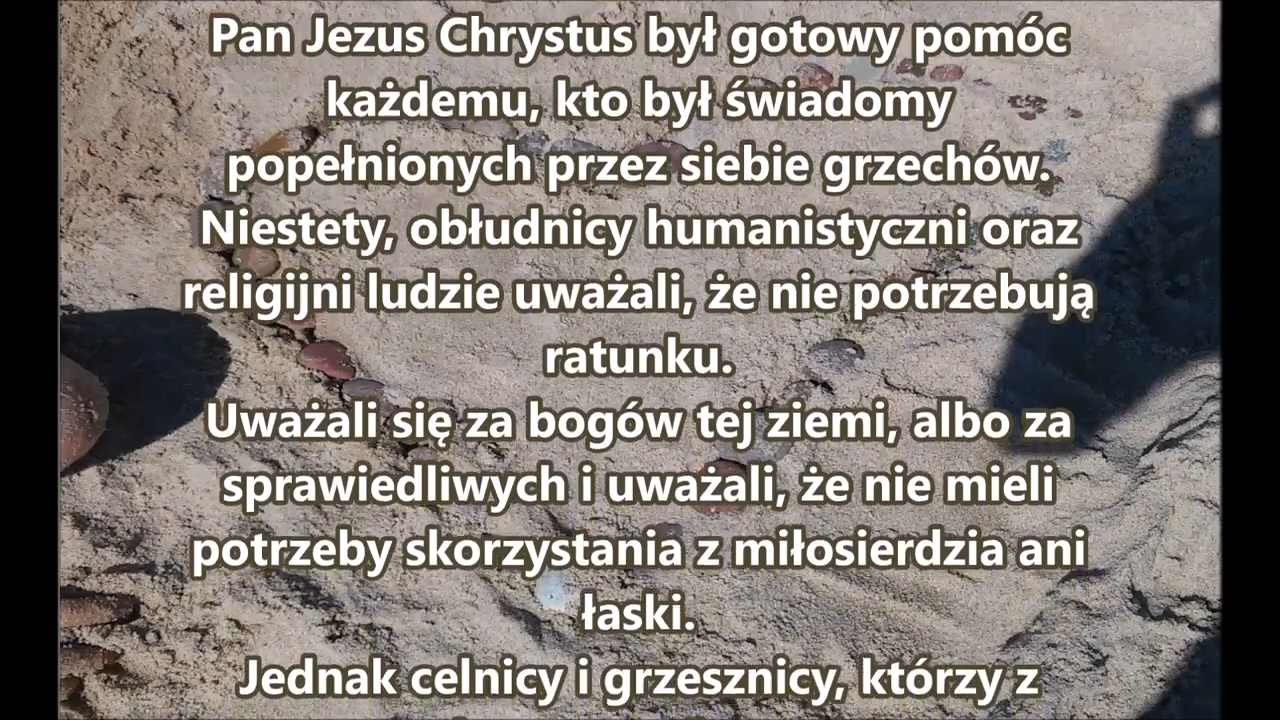 Pan Jezus Chrystus był gotowy pomóc
każdemu, kto był świadomy
popełnionych przez siebie grzechów.
Niestety, obłudnicy humanistyczni oraz
religijni ludzie uważali, że nie potrzebują
ratunku.
Uważali się za bogów tej ziemi, albo za
sprawiedliwych i uważali, że nie mieli
potrzeby skorzystania z miłosierdzia ani
łaski.
Jednak celnicy i grzesznicy, którzy z